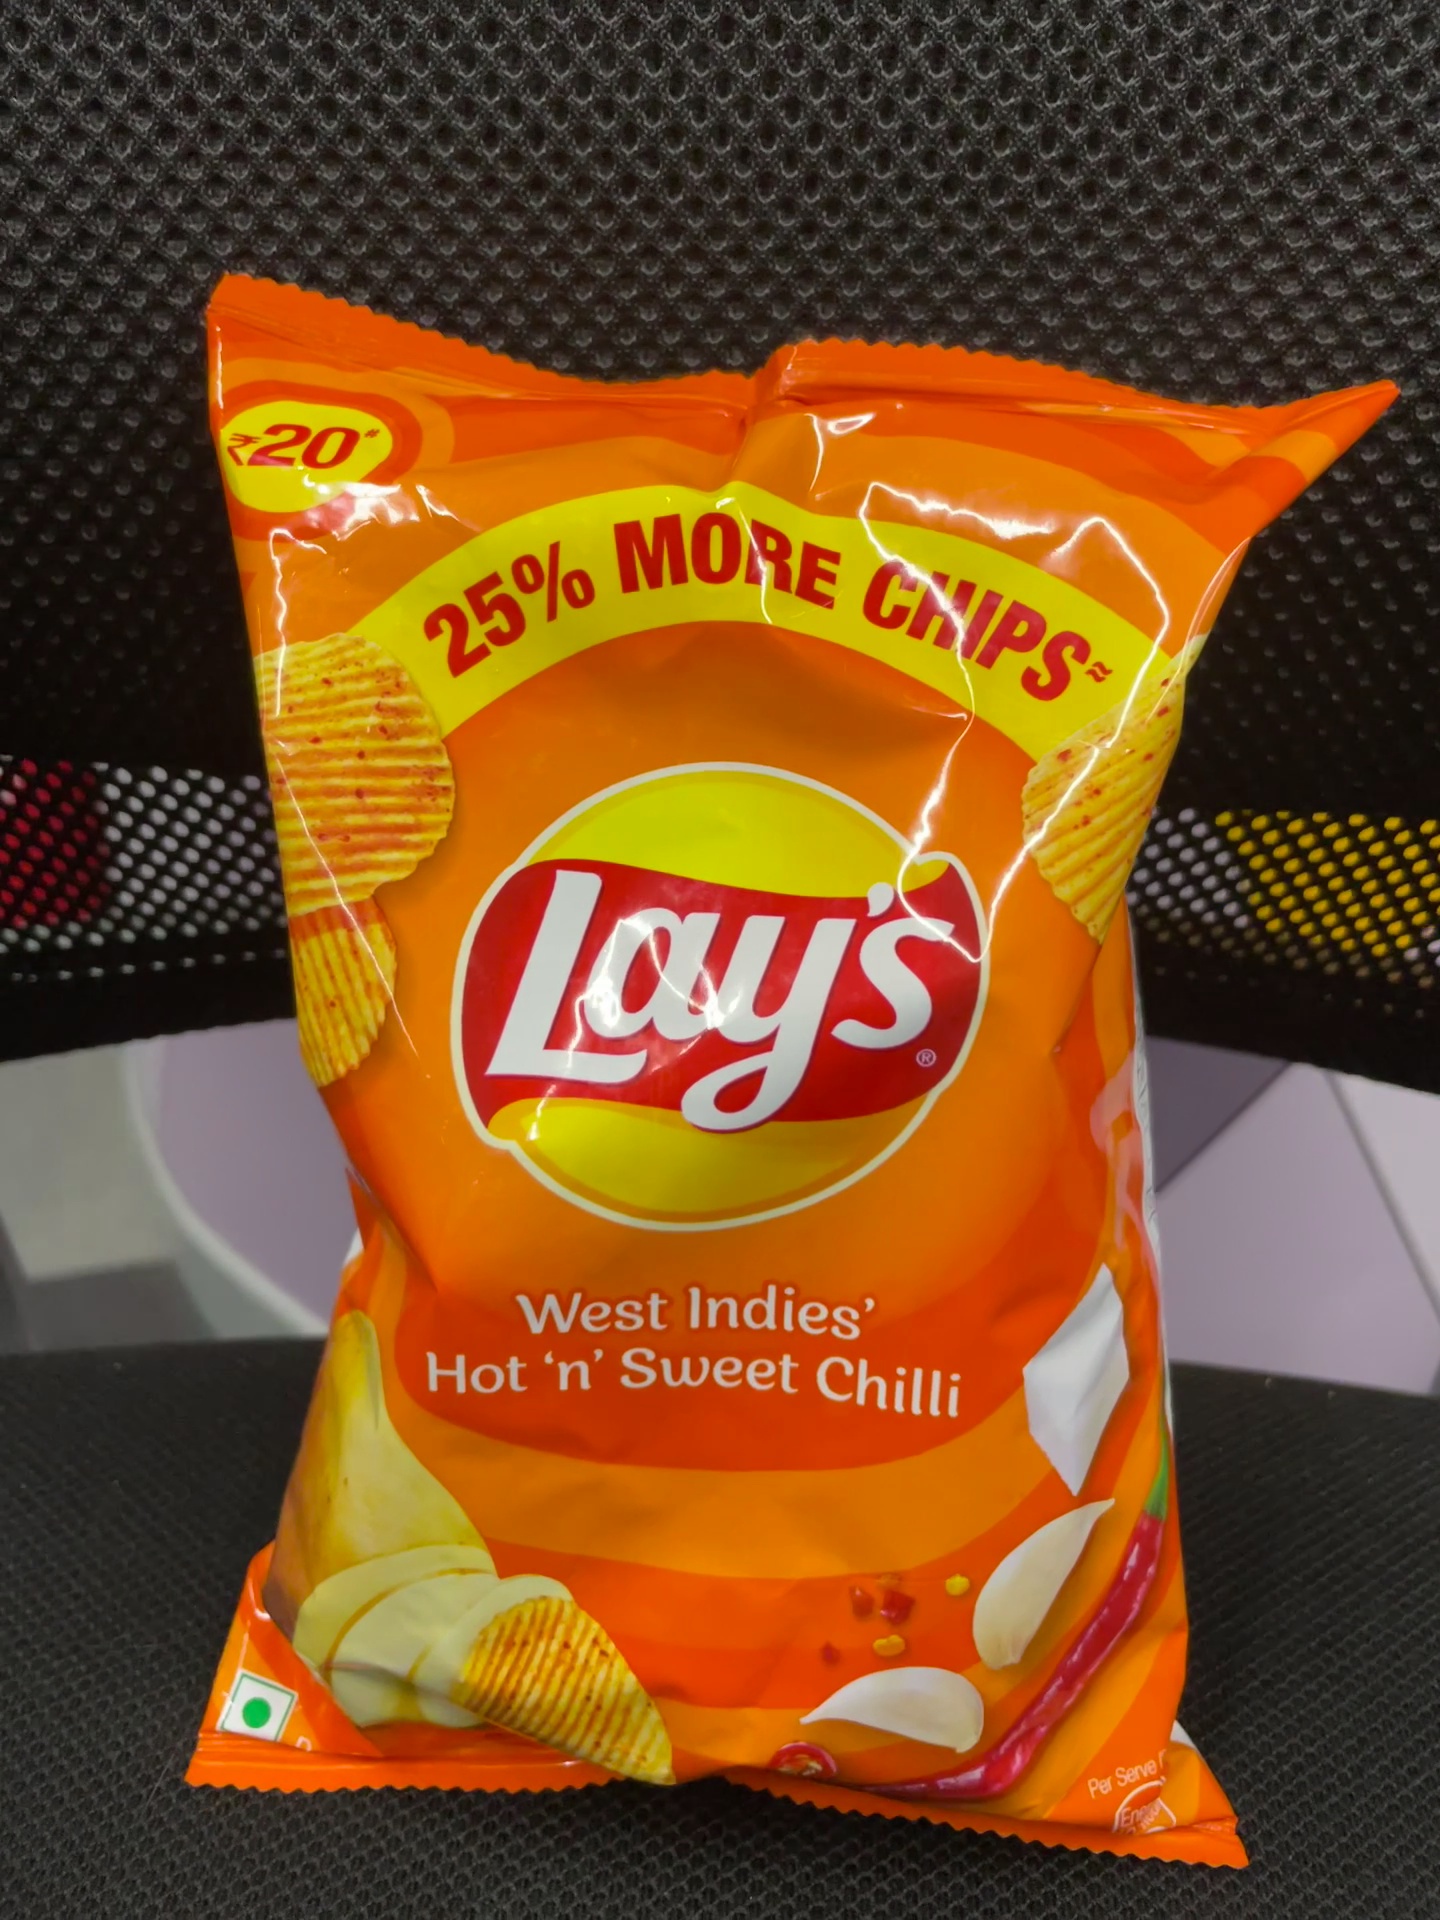 ₹20*
25% MORE CHIPS≈
Lay's®
West Indies'
Hot 'n' Sweet Chilli
Per Serve